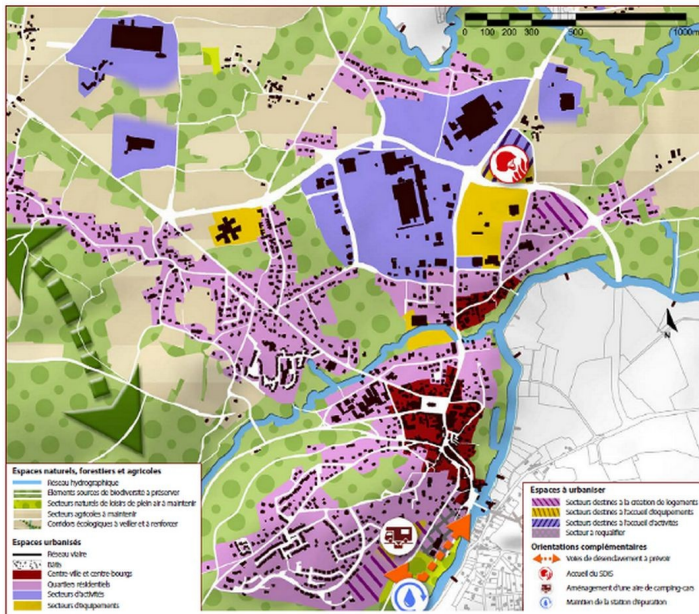 0 100 200 300 500 1000m
N
Espaces naturels, forestiers et agricoles
Réseau hydrographique
Eléments sources de biodiversité à préserver
Secteurs naturels de loisirs de plein air à maintenir
Secteurs agricoles à maintenir
Corridors écologiques à veiller et à renforcer
Espaces urbanisés
Réseau viaire
Bâtis
Centre-ville et centre-bourgs
Quartiers résidentiels
Secteurs d'activités
Secteurs d'équipements
Espaces à urbaniser
Secteurs destinés à la création de logements
Secteurs destinés à l'accueil d'équipements
Secteurs destinés à l'accueil d'activités
Secteur à requalifier
Orientations complémentaires
Voies de désenclavement à prévoir
Accueil du SDIS
Aménagement d'une aire de camping-car
Maintien de la station d'épuration